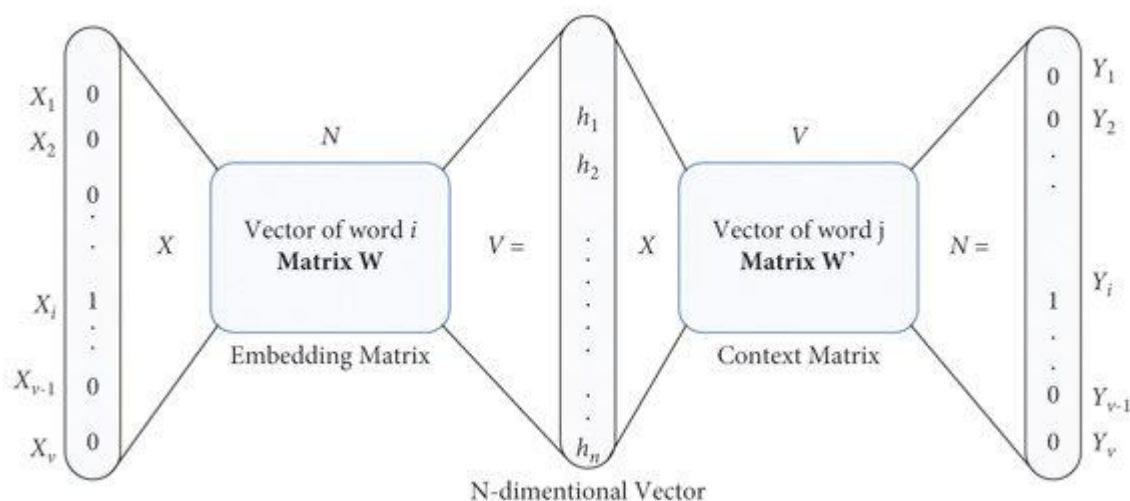 X₁
X₂
Xᵢ
Xᵥ₋₁
Xᵥ
0
0
0
.
.
1
.
.
.
0
0
X
N
Vector of word i
Matrix W
Embedding Matrix
V =
h₁
h₂
.
.
.
.
.
.
.
.
hₙ
N-dimentional Vector
X
V
Vector of word j
Matrix W’
Context Matrix
N =
0
0
.
.
1
.
.
0
0
Y₁
Y₂
Yᵢ
Yᵥ₋₁
Yᵥ